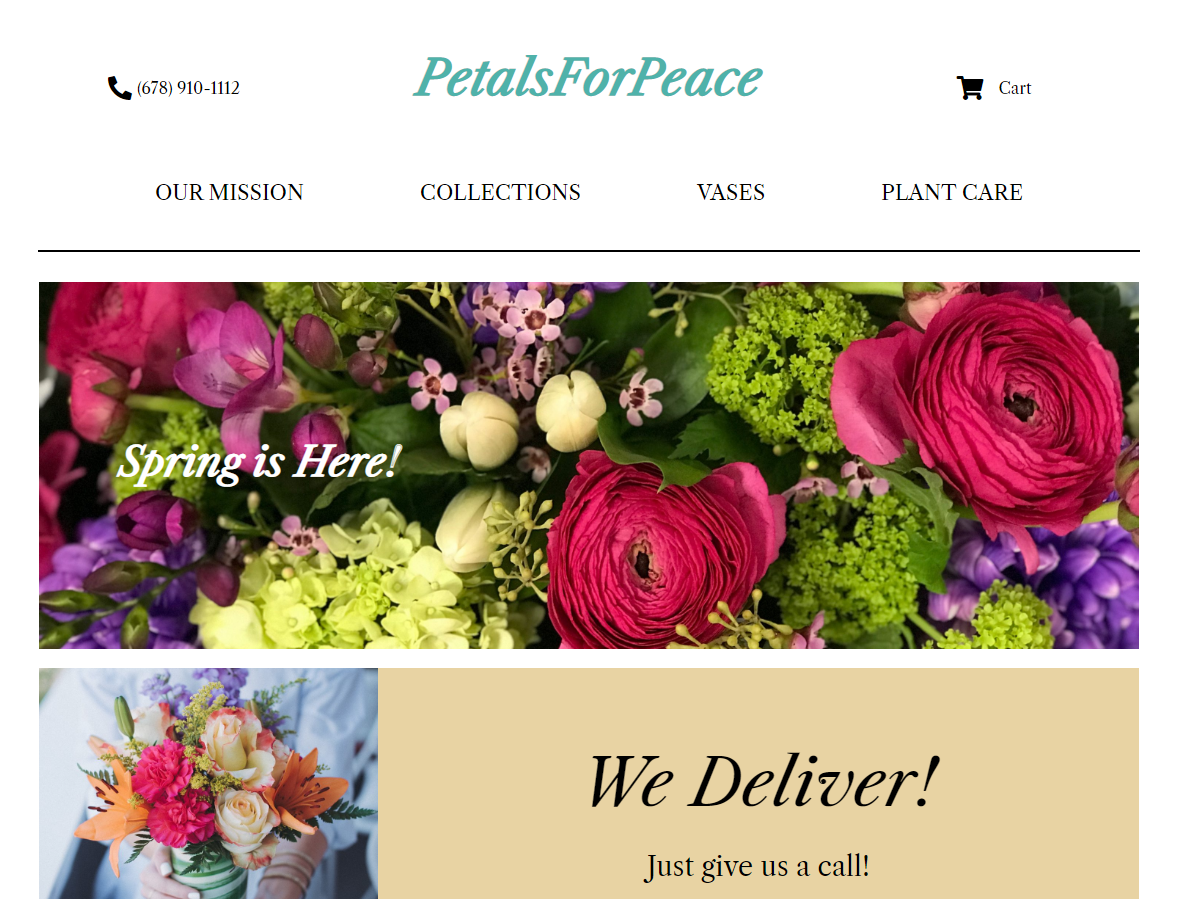 (678) 910-1112
PetalsForPeace
Cart
OUR MISSION
COLLECTIONS
VASES
PLANT CARE
Spring is Here!
We Deliver!
Just give us a call!